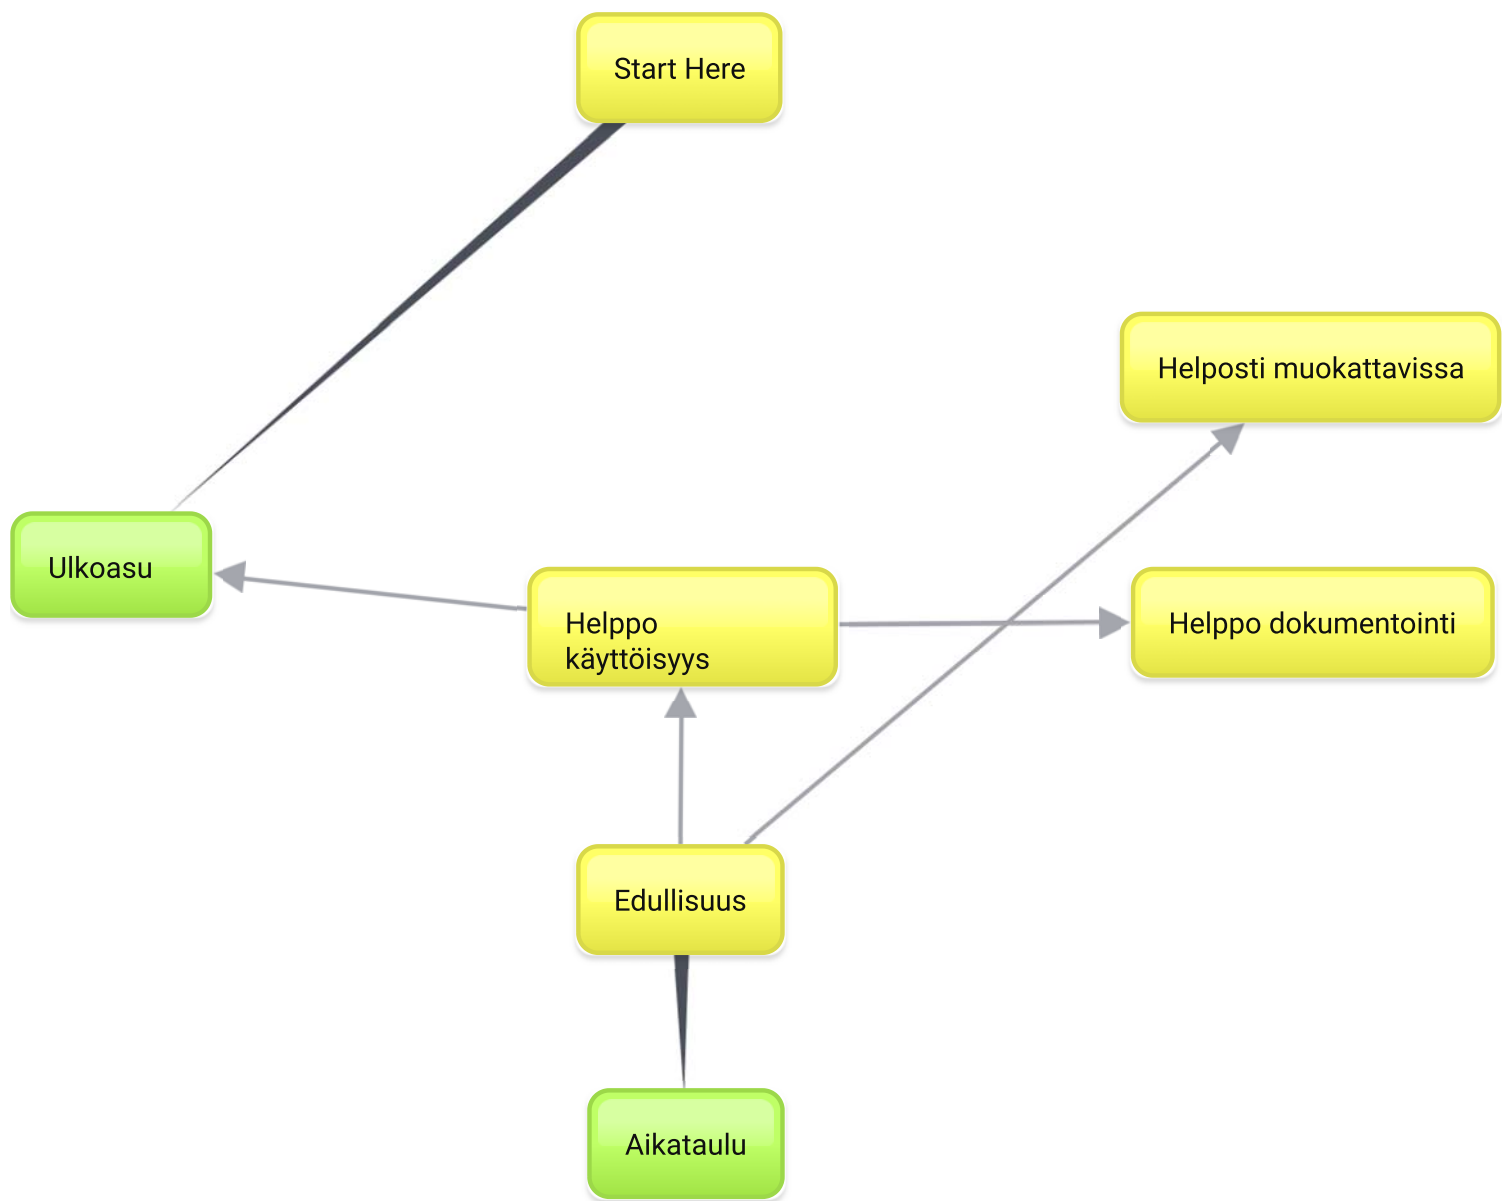 Start Here
Helposti muokattavissa
Ulkoasu
Helppo
käyttöisyys
Helppo dokumentointi
Edullisuus
Aikataulu